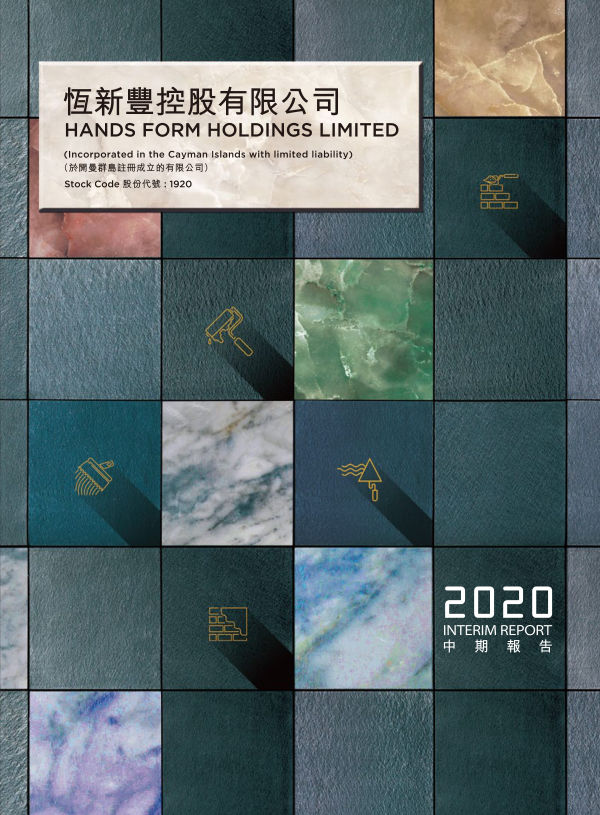 恆新豐控股有限公司
HANDS FORM HOLDINGS LIMITED
(Incorporated in the Cayman Islands with limited liability)
（於開曼群島註冊成立的有限公司）
Stock Code 股份代號 : 1920
2020
INTERIM REPORT
中期報告